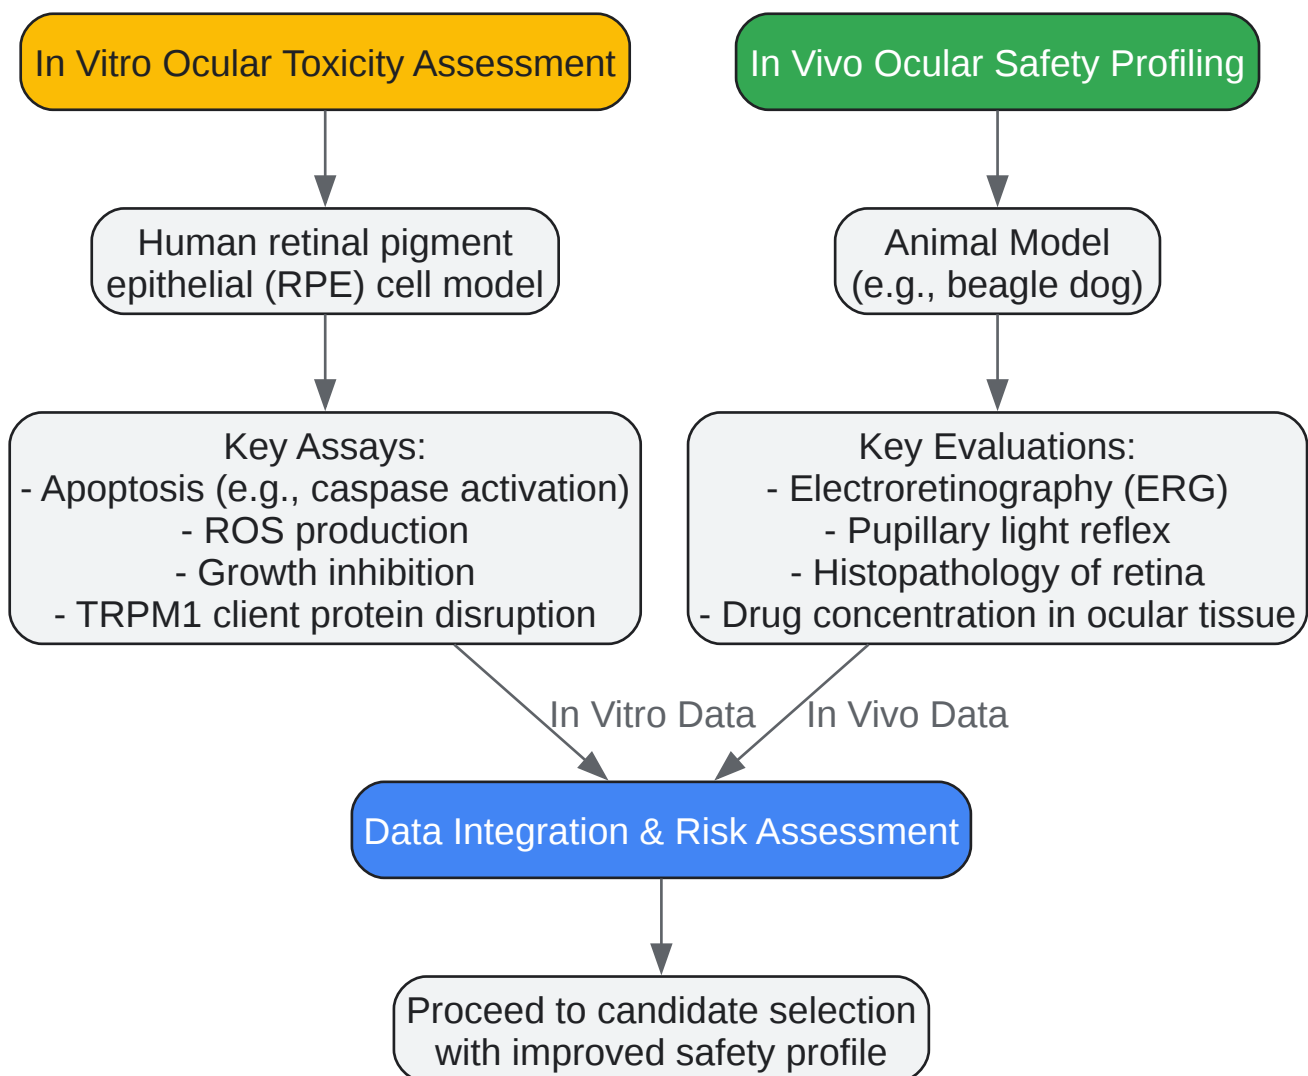 In Vitro Ocular Toxicity Assessment
In Vivo Ocular Safety Profiling
Human retinal pigment
epithelial (RPE) cell model
Animal Model
(e.g., beagle dog)
Key Assays:
- Apoptosis (e.g., caspase activation)
- ROS production
- Growth inhibition
- TRPM1 client protein disruption
Key Evaluations:
- Electroretinography (ERG)
- Pupillary light reflex
- Histopathology of retina
- Drug concentration in ocular tissue
In Vitro Data
In Vivo Data
Data Integration & Risk Assessment
Proceed to candidate selection
with improved safety profile